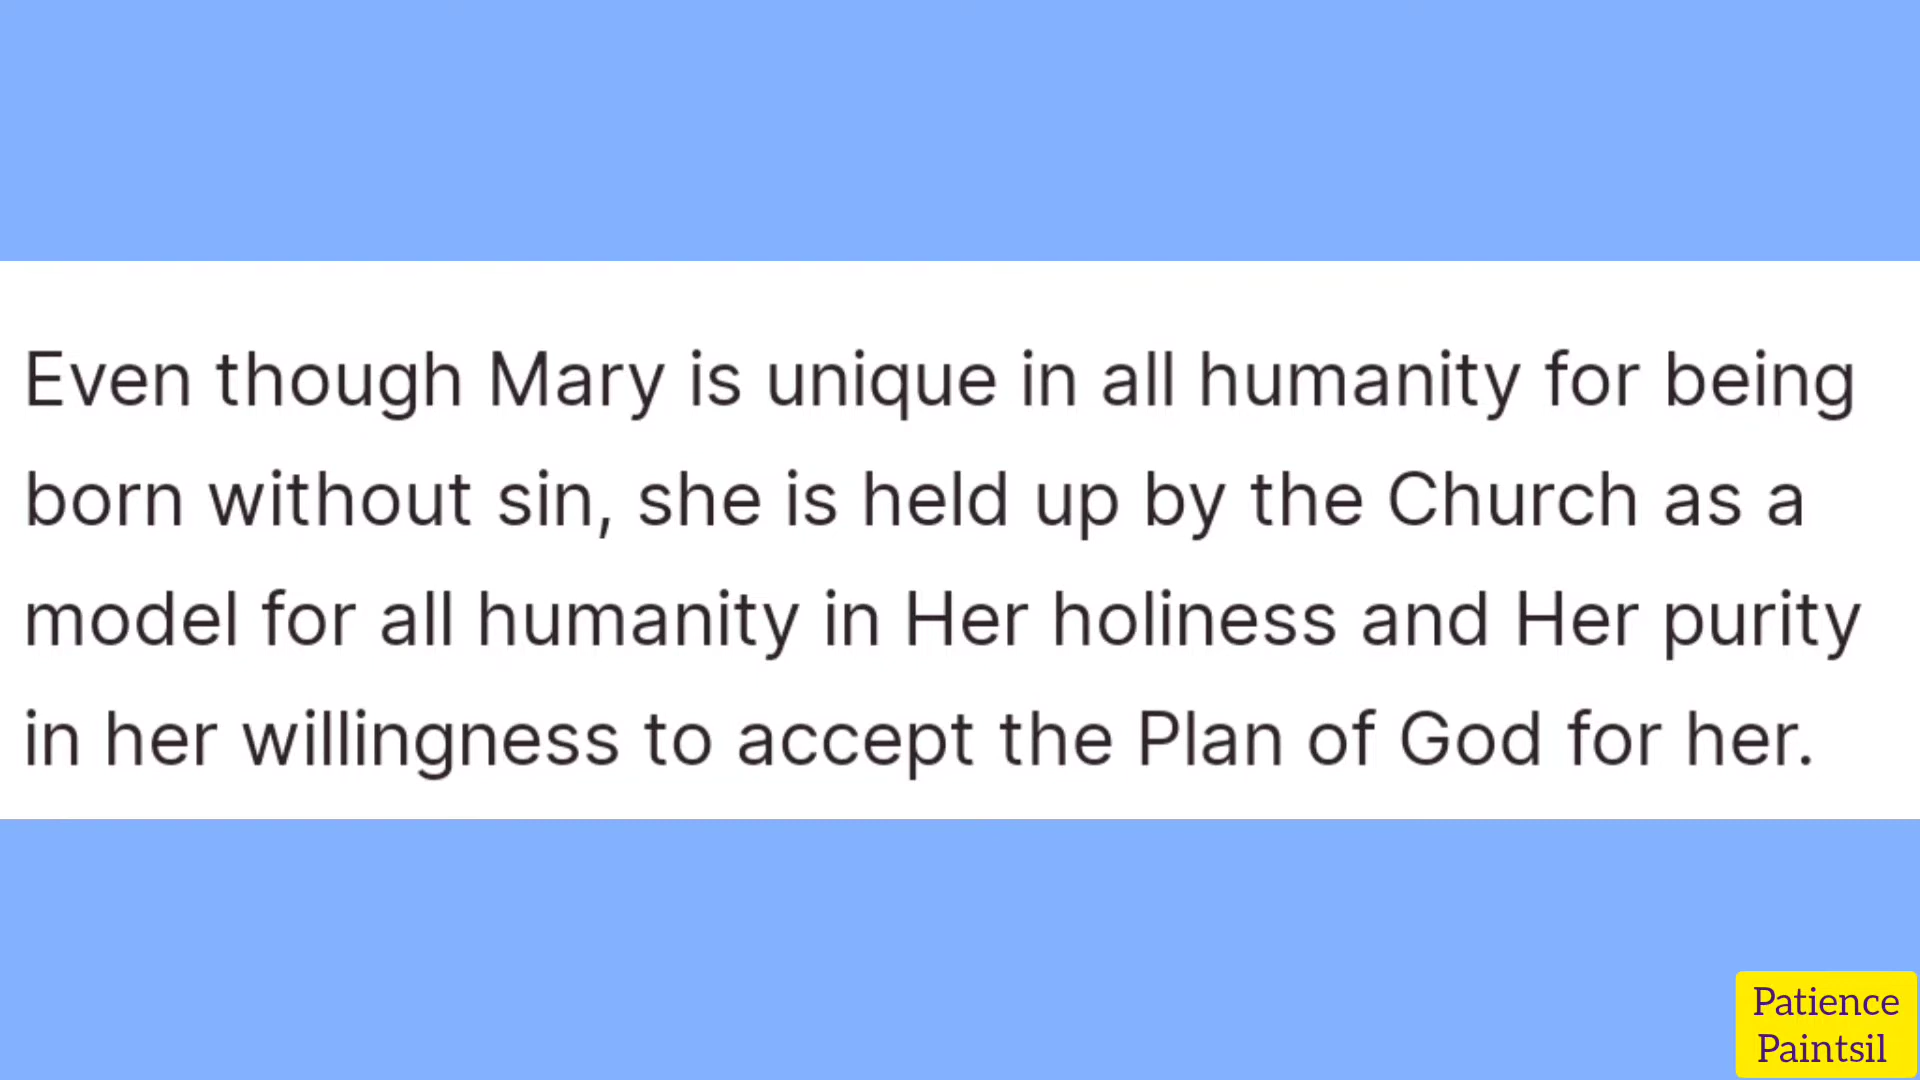 Even though Mary is unique in all humanity for being
born without sin, she is held up by the Church as a
model for all humanity in Her holiness and Her purity
in her willingness to accept the Plan of God for her.
Patience
Paintsil